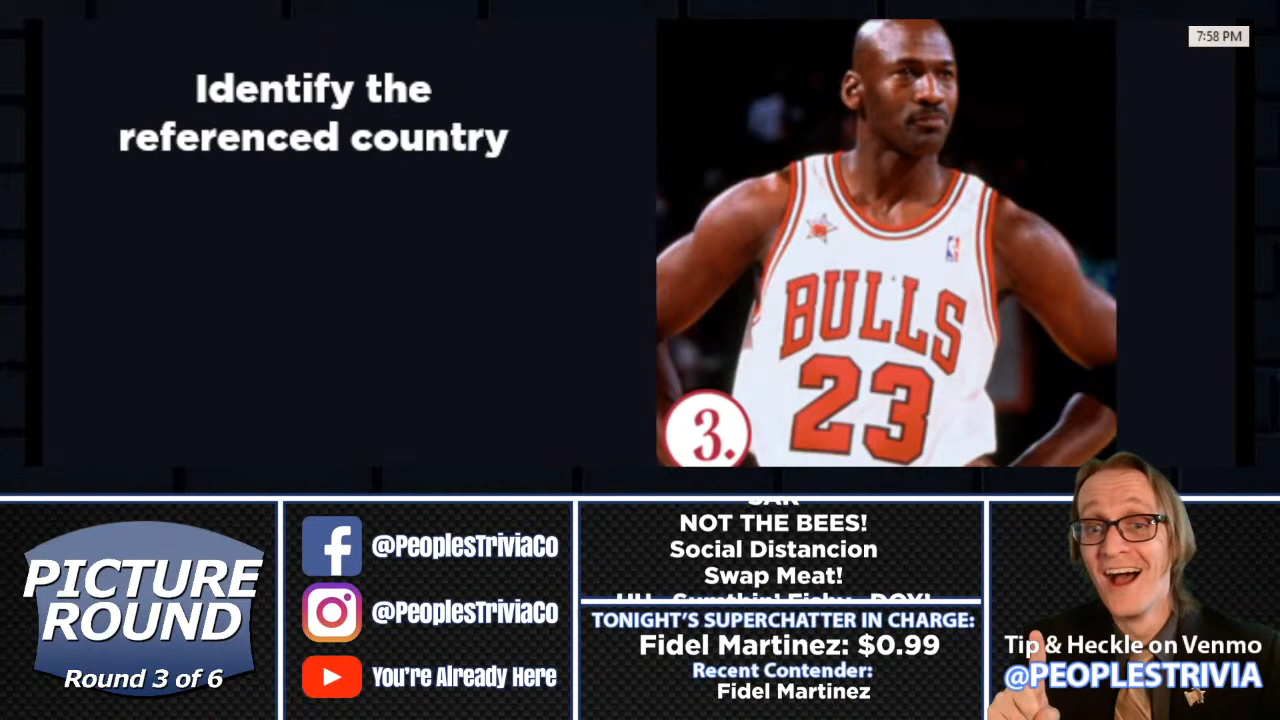 Identify the
referenced country
7:58 PM
BULLS
23
3.
PICTURE
ROUND
Round 3 of 6
@PeoplesTriviaCo
@PeoplesTriviaCo
You're Already Here
NOT THE BEES!
Social Distancion
Swap Meat!
TONIGHT'S SUPERCHATTER IN CHARGE:
Fidel Martinez: $0.99
Recent Contender:
Fidel Martinez
Tip & Heckle on Venmo
@PEOPLESTRIVIA